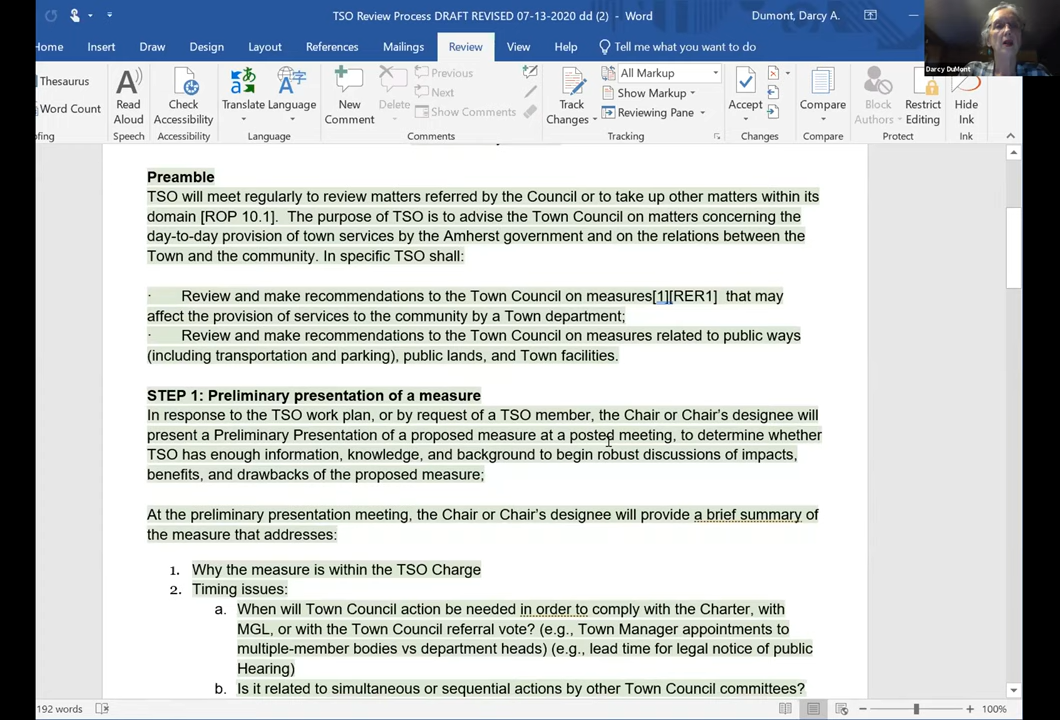 TSO Review Process DRAFT REVISED 07-13-2020 dd (2) - Word
Dumont, Darcy A.
Darcy DuMont
Home Insert Draw Design Layout References Mailings Review View Help Tell me what you want to do
Thesaurus
Word Count
Read Aloud
Speech
Check Accessibility
Accessibility
Translate Language
Language
New Comment
Delete
Previous
Next
Show Comments
Comments
Track Changes
All Markup
Show Markup
Reviewing Pane
Tracking
Accept
Changes
Compare
Compare
Block Authors
Restrict Editing
Protect
Hide Ink
Ink
Preamble
TSO will meet regularly to review matters referred by the Council or to take up other matters within its
domain [ROP 10.1]. The purpose of TSO is to advise the Town Council on matters concerning the
day-to-day provision of town services by the Amherst government and on the relations between the
Town and the community. In specific TSO shall:
· Review and make recommendations to the Town Council on measures[1][RER1] that may
affect the provision of services to the community by a Town department;
· Review and make recommendations to the Town Council on measures related to public ways
(including transportation and parking), public lands, and Town facilities.
STEP 1: Preliminary presentation of a measure
In response to the TSO work plan, or by request of a TSO member, the Chair or Chair's designee will
present a Preliminary Presentation of a proposed measure at a posted meeting, to determine whether
TSO has enough information, knowledge, and background to begin robust discussions of impacts,
benefits, and drawbacks of the proposed measure;
At the preliminary presentation meeting, the Chair or Chair's designee will provide a brief summary of
the measure that addresses:
1. Why the measure is within the TSO Charge
2. Timing issues:
a. When will Town Council action be needed in order to comply with the Charter, with
MGL, or with the Town Council referral vote? (e.g., Town Manager appointments to
multiple-member bodies vs department heads) (e.g., lead time for legal notice of public
Hearing)
b. Is it related to simultaneous or sequential actions by other Town Council committees?
192 words
100%